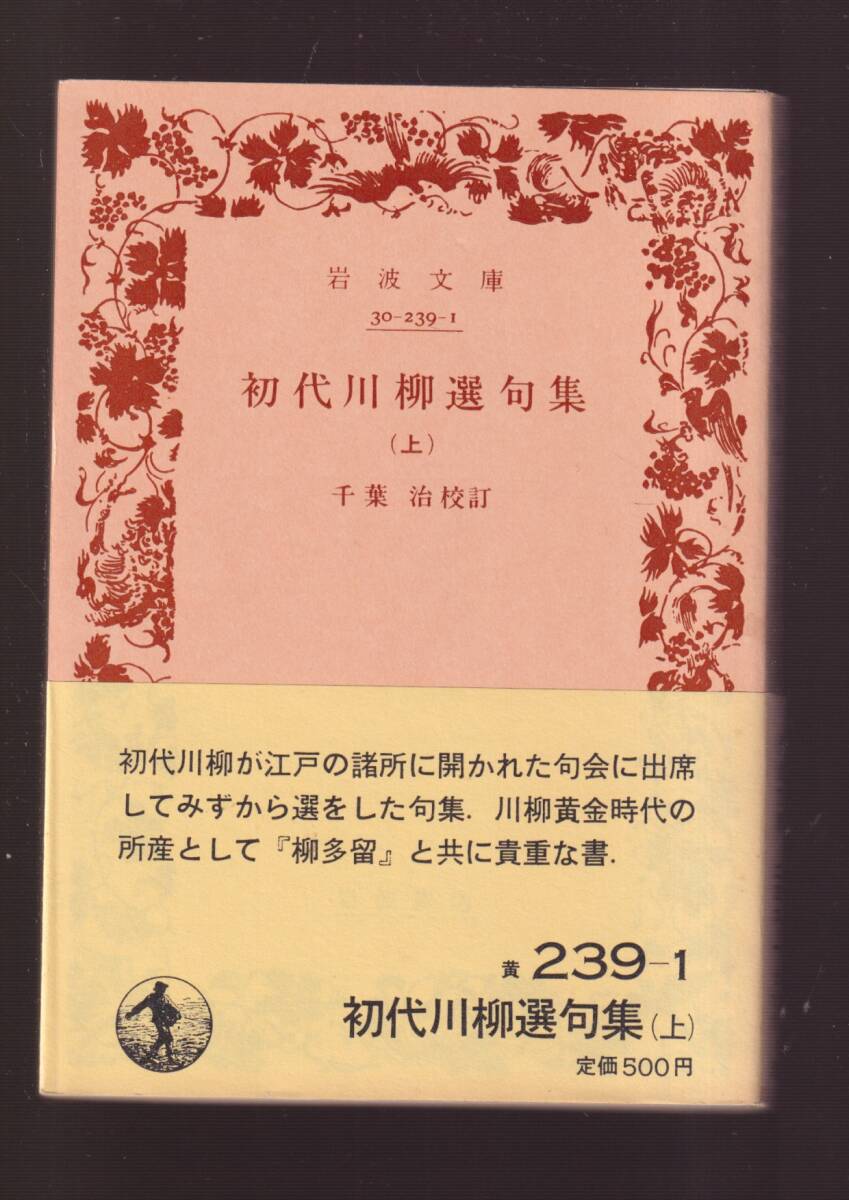 岩波文庫
30-239-1
初代川柳選句集
(上)
千葉 治校訂
初代川柳が江戸の諸所に開かれた句会に出席
してみずから選をした句集. 川柳黄金時代の
所産として『柳多留』と共に貴重な書.
黄 239-1
初代川柳選句集(上)
定価500円